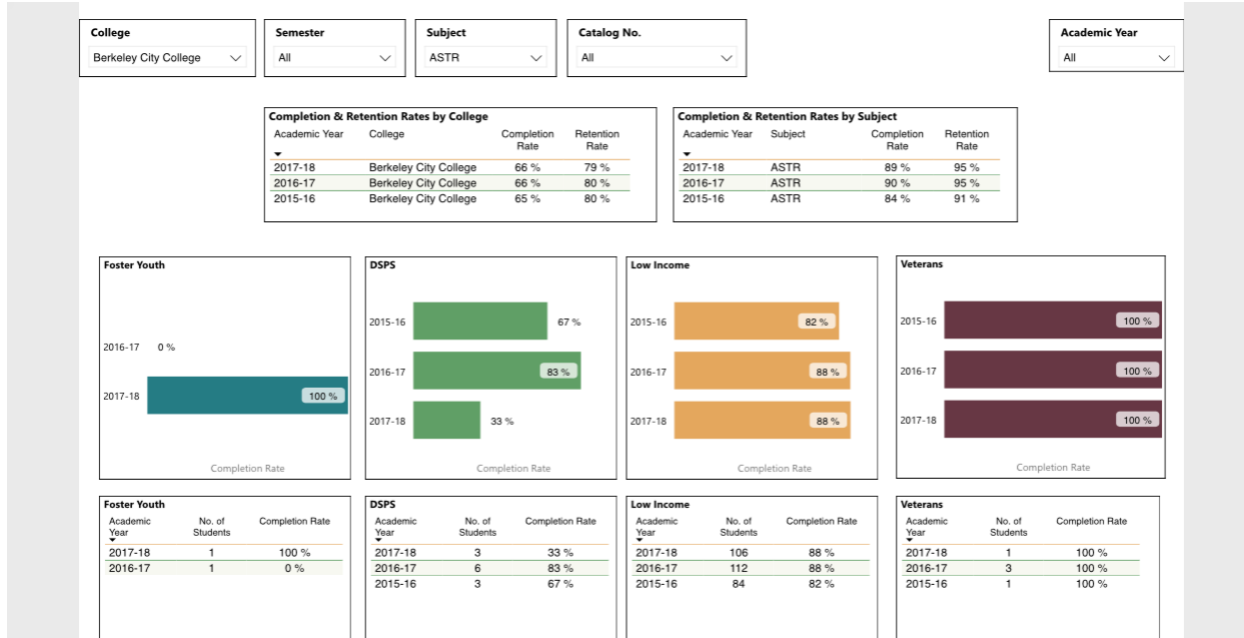 College Semester Subject Catalog No. Academic Year
Berkeley City College All ASTR All All
Completion & Retention Rates by College
Academic Year College Completion Rate Retention Rate
2017-18 Berkeley City College 66 % 79 %
2016-17 Berkeley City College 66 % 80 %
2015-16 Berkeley City College 65 % 80 %
Completion & Retention Rates by Subject
Academic Year Subject Completion Rate Retention Rate
2017-18 ASTR 89 % 95 %
2016-17 ASTR 90 % 95 %
2015-16 ASTR 84 % 91 %
Foster Youth
2016-17 0 %
2017-18 100 %
Completion Rate
DSPS
2015-16 67 %
2016-17 83 %
2017-18 33 %
Completion Rate
Low Income
2015-16 82 %
2016-17 88 %
2017-18 88 %
Completion Rate
Veterans
2015-16 100 %
2016-17 100 %
2017-18 100 %
Completion Rate
Foster Youth
Academic Year No. of Students Completion Rate
2017-18 1 100 %
2016-17 1 0 %
DSPS
Academic Year No. of Students Completion Rate
2017-18 3 33 %
2016-17 6 83 %
2015-16 3 67 %
Low Income
Academic Year No. of Students Completion Rate
2017-18 106 88 %
2016-17 112 88 %
2015-16 84 82 %
Veterans
Academic Year No. of Students Completion Rate
2017-18 1 100 %
2016-17 3 100 %
2015-16 1 100 %